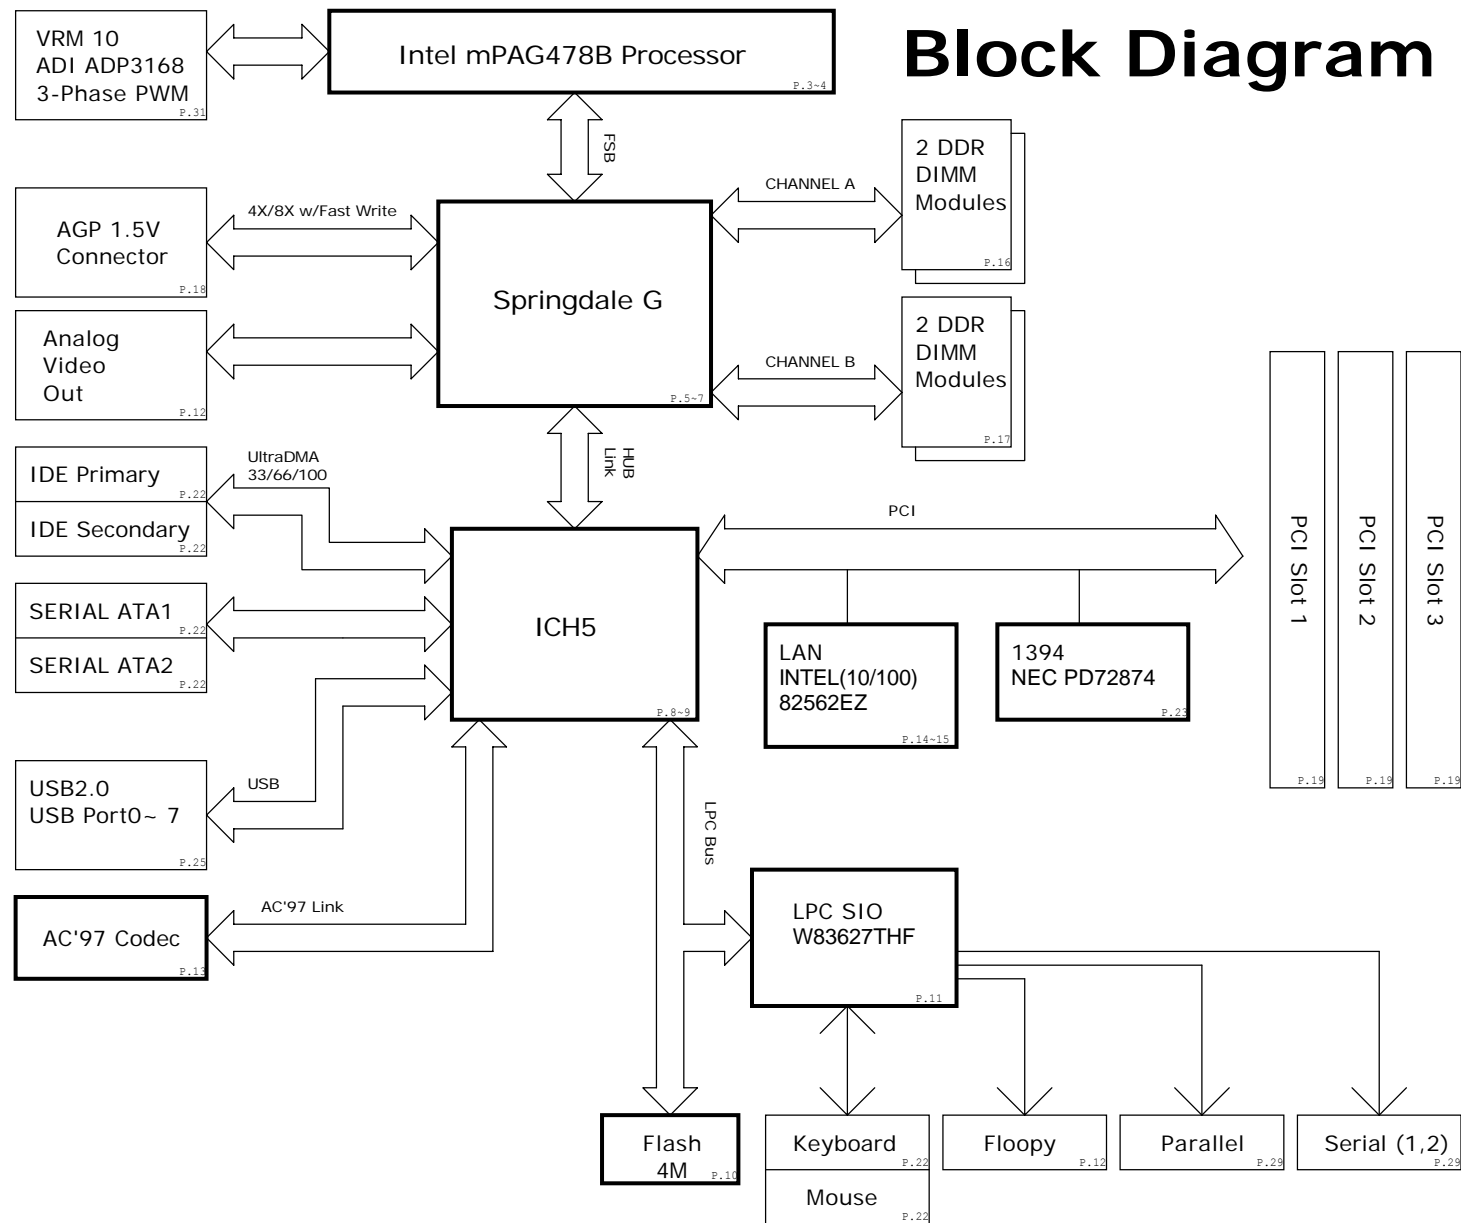 Block Diagram
VRM 10
ADI ADP3168
3-Phase PWM
P.31
Intel mPAG478B Processor
P.3~4
FSB
AGP 1.5V
Connector
P.18
4X/8X w/Fast Write
Springdale G
P.5~7
CHANNEL A
2 DDR
DIMM
Modules
P.16
Analog
Video
Out
P.12
CHANNEL B
2 DDR
DIMM
Modules
P.17
HUB
Link
IDE Primary
P.22
IDE Secondary
P.22
UltraDMA
33/66/100
SERIAL ATA1
P.22
SERIAL ATA2
P.22
ICH5
P.8~9
PCI
LAN
INTEL(10/100)
82562EZ
P.14~15
1394
NEC PD72874
P.23
PCI Slot 1
P.19
PCI Slot 2
P.19
PCI Slot 3
P.19
USB2.0
USB Port0~ 7
P.25
USB
AC'97 Codec
P.13
AC'97 Link
LPC Bus
LPC SIO
W83627THF
P.11
Flash
4M
P.10
Keyboard
P.22
Mouse
P.22
Floopy
P.12
Parallel
P.29
Serial (1,2)
P.29